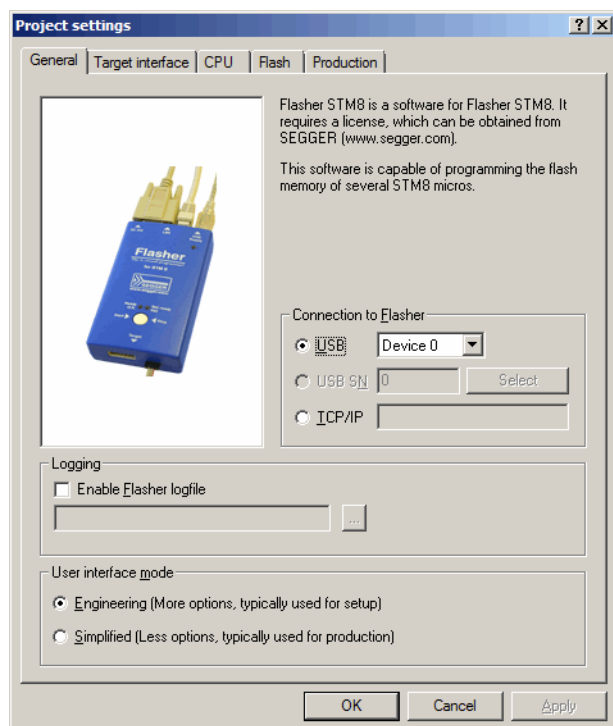 Project settings
General
Target interface
CPU
Flash
Production
Flasher STM8 is a software for Flasher STM8. It
requires a license, which can be obtained from
SEGGER (www.segger.com).
This software is capable of programming the flash
memory of several STM8 micros.
Flasher
for STM8
SEGGER
Connection to Flasher
USB
Device 0
USB SN
0
Select
TCP/IP
Logging
Enable Flasher logfile
...
User interface mode
Engineering (More options, typically used for setup)
Simplified (Less options, typically used for production)
OK
Cancel
Apply